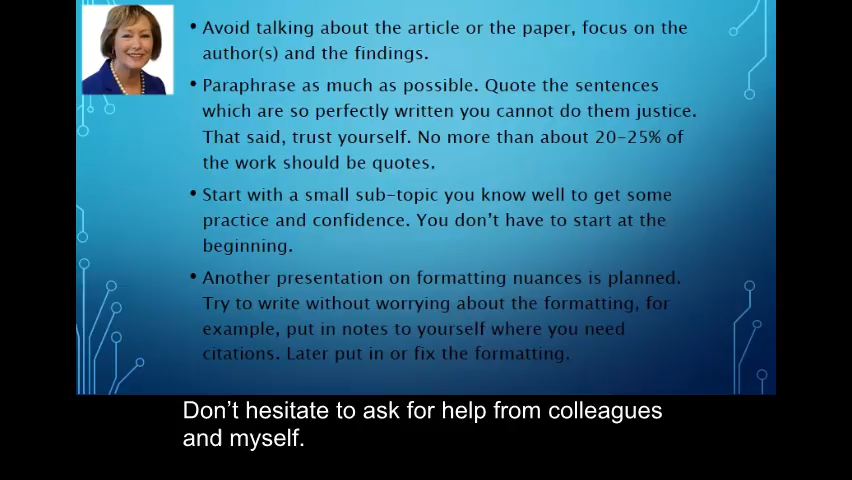 • Avoid talking about the article or the paper, focus on the
author(s) and the findings.
• Paraphrase as much as possible. Quote the sentences
which are so perfectly written you cannot do them justice.
That said, trust yourself. No more than about 20-25% of
the work should be quotes.
• Start with a small sub-topic you know well to get some
practice and confidence. You don't have to start at the
beginning.
• Another presentation on formatting nuances is planned.
Try to write without worrying about the formatting, for
example, put in notes to yourself where you need
citations. Later put in or fix the formatting.
Don't hesitate to ask for help from colleagues
and myself.